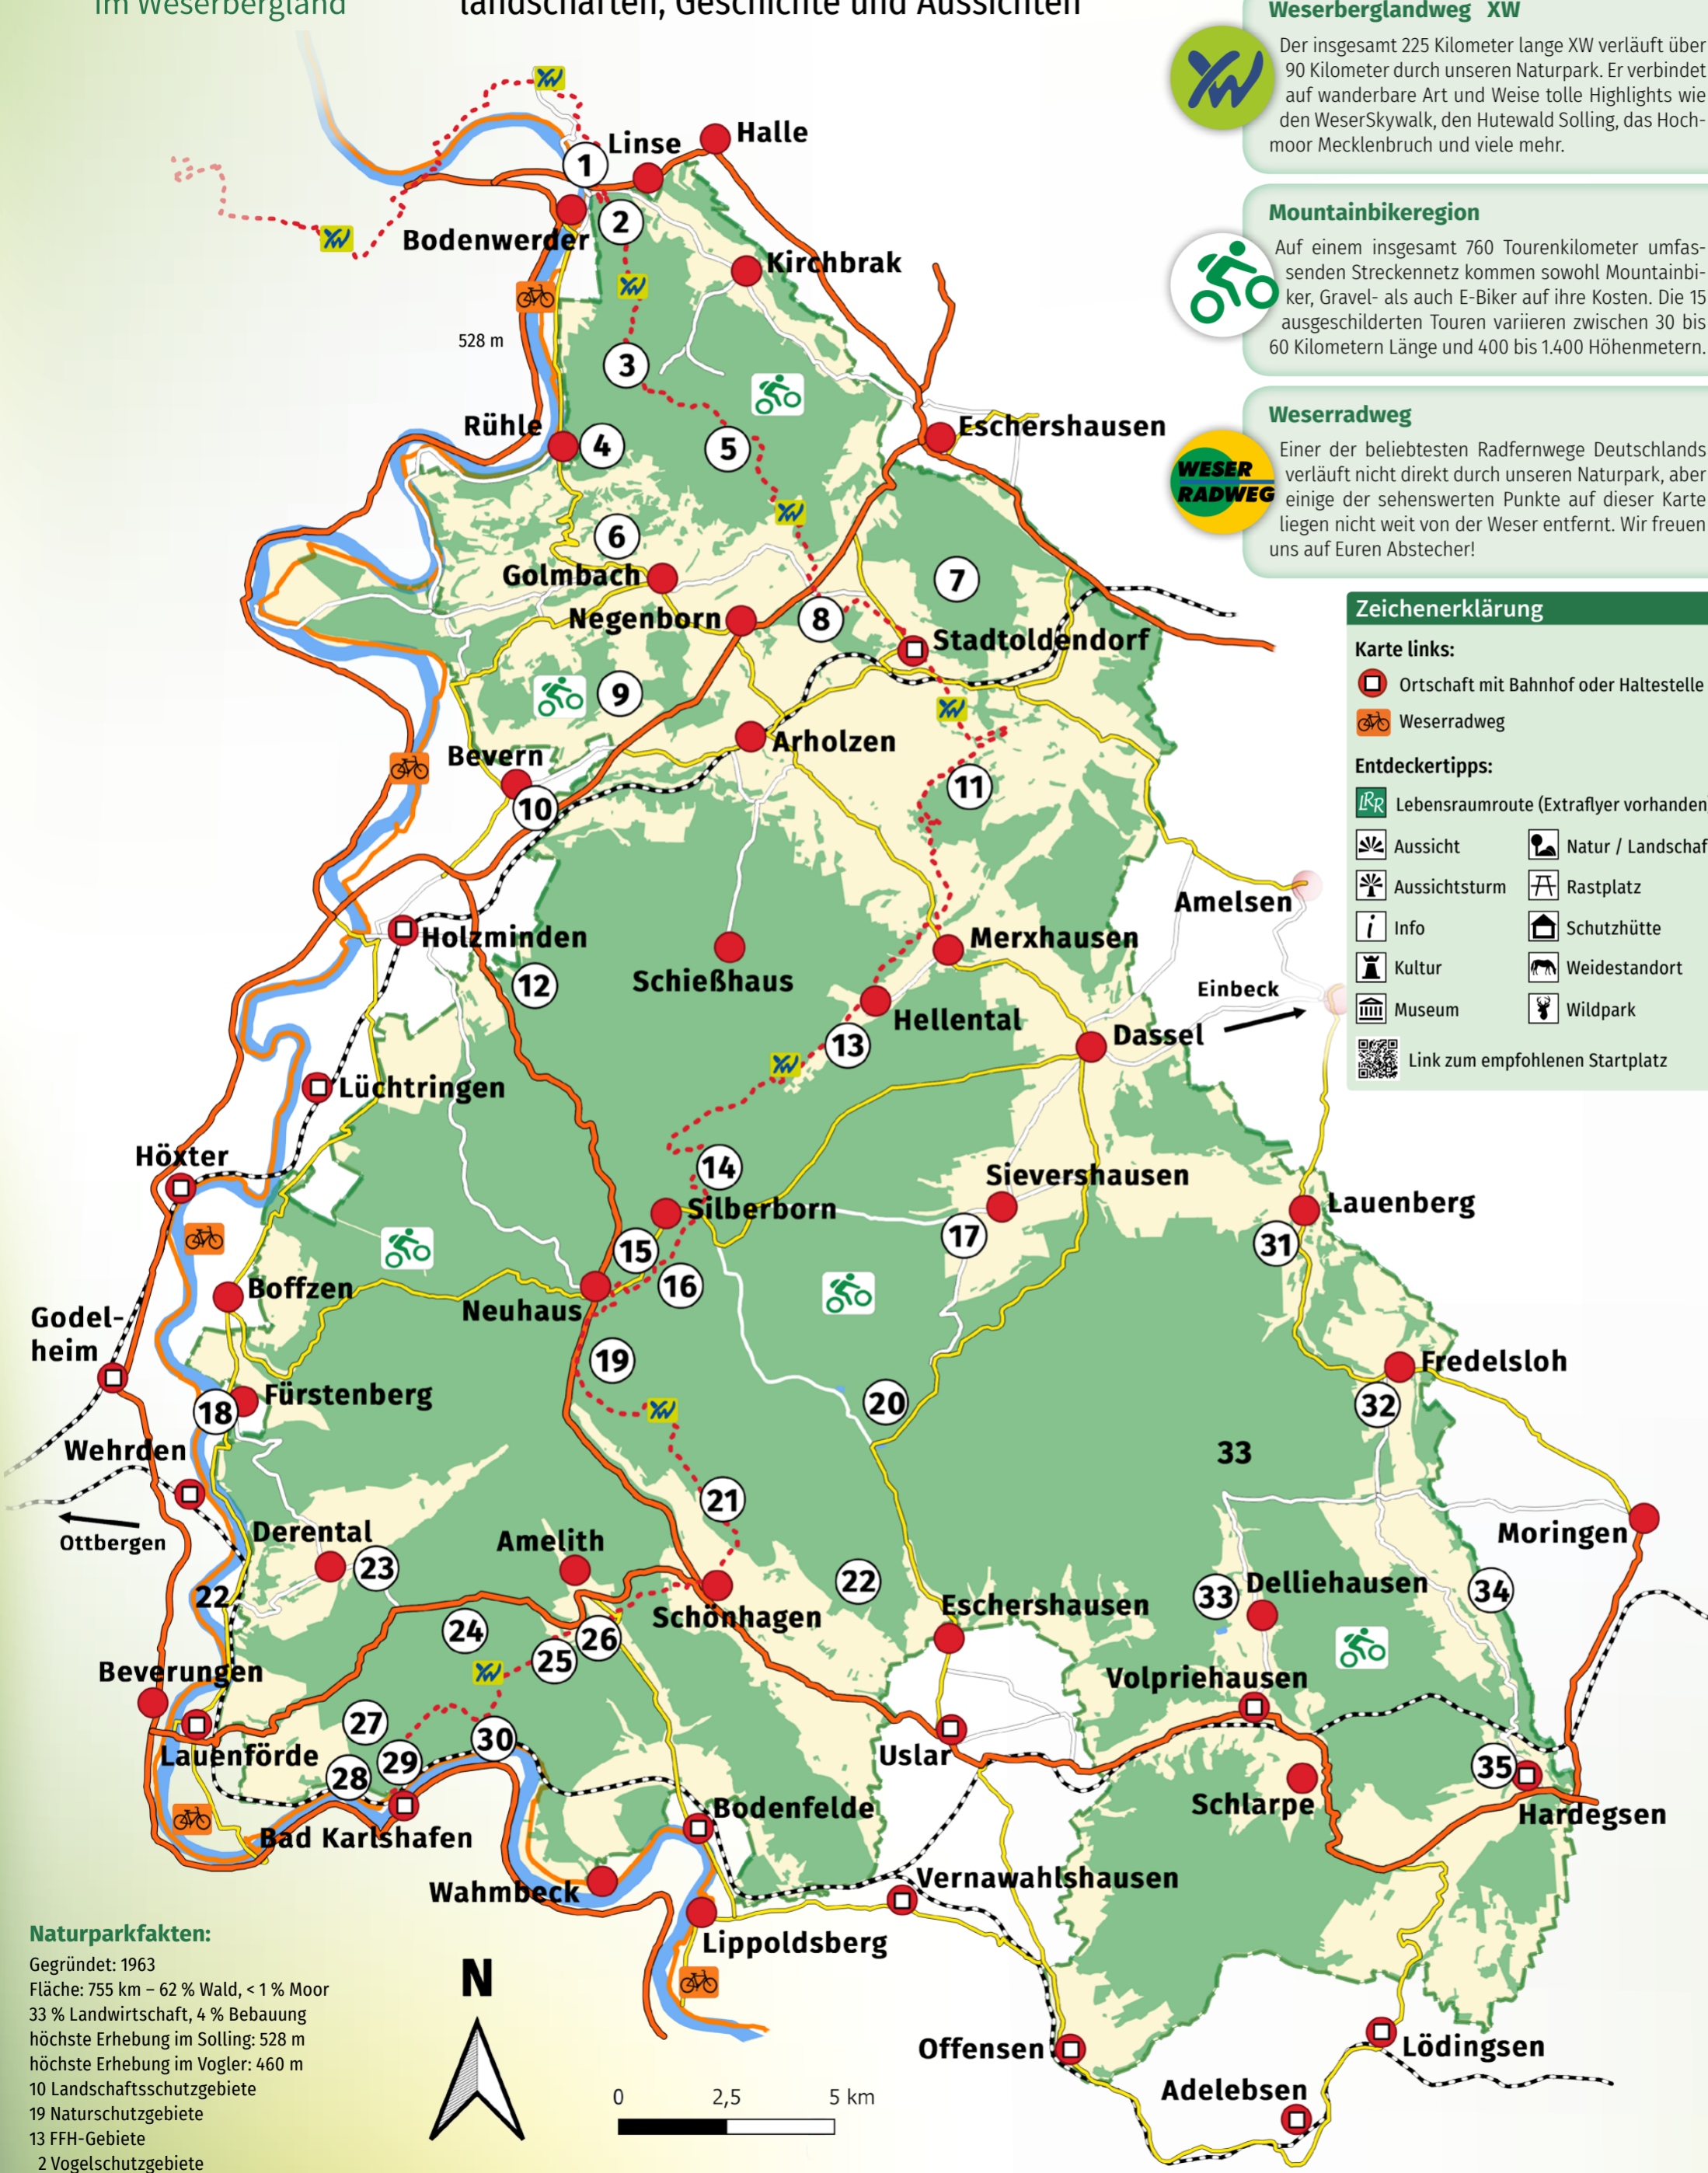 im Weserbergland
landschaften, Geschichte und Aussichten
Weserberglandweg XW
Der insgesamt 225 Kilometer lange XW verläuft über
90 Kilometer durch unseren Naturpark. Er verbindet
auf wanderbare Art und Weise tolle Highlights wie
den WeserSkywalk, den Hutewald Solling, das Hoch-
moor Mecklenbruch und viele mehr.
XW
Mountainbikeregion
Auf einem insgesamt 760 Tourenkilometer umfas-
senden Streckennetz kommen sowohl Mountainbi-
ker, Gravel- als auch E-Biker auf ihre Kosten. Die 15
ausgeschilderten Touren variieren zwischen 30 bis
60 Kilometern Länge und 400 bis 1.400 Höhenmetern.
Weserradweg
Einer der beliebtesten Radfernwege Deutschlands
verläuft nicht direkt durch unseren Naturpark, aber
einige der sehenswerten Punkte auf dieser Karte
liegen nicht weit von der Weser entfernt. Wir freuen
uns auf Euren Abstecher!
WESER
RADWEG
Zeichenerklärung
Karte links:
Ortschaft mit Bahnhof oder Haltestelle
Weserradweg
Entdeckertipps:
LRR Lebensraumroute (Extraflyer vorhanden
Aussicht
Natur / Landschaf
Aussichtsturm
Rastplatz
i Info
Schutzhütte
Kultur
Weidestandort
Museum
Wildpark
Link zum empfohlenen Startplatz
XW
Halle
Linse
1
2
XW
Bodenwerder
Kirchbrak
XW
528 m
3
Rühle
4
5
Eschershausen
XW
6
Golmbach
7
Negenborn
8
Stadtoldendorf
9
XW
Arholzen
Bevern
10
11
Amelsen
Holzminden
Merxhausen
Schießhaus
12
Einbeck
Hellental
Dassel
13
XW
Lüchtringen
Höxter
14
Sievershausen
Silberborn
Lauenberg
17
31
15
16
Boffzen
Neuhaus
Godel-
heim
19
Fredelsloh
Fürstenberg
18
20
32
XW
Wehrden
33
21
Ottbergen
Derental
23
Amelith
Moringen
22
22
Schönhagen
Eschershausen
33
Delliehausen
34
24
26
25
XW
Beverungen
Volpriehausen
27
30
Lauenförde
29
28
Uslar
35
Schlarpe
Hardegsen
Bodenfelde
Bad Karlshafen
Wahmbeck
Vernawahlshausen
Lippoldsberg
Offensen
Lödingsen
Adelebsen
Naturparkfakten:
Gegründet: 1963
Fläche: 755 km – 62 % Wald, < 1 % Moor
33 % Landwirtschaft, 4 % Bebauung
höchste Erhebung im Solling: 528 m
höchste Erhebung im Vogler: 460 m
10 Landschaftsschutzgebiete
19 Naturschutzgebiete
13 FFH-Gebiete
2 Vogelschutzgebiete
N
0 2,5 5 km